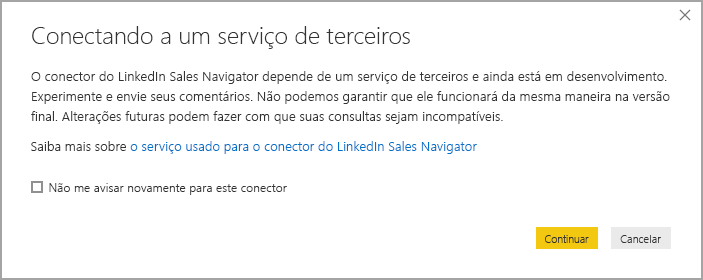 Conectando a um serviço de terceiros
O conector do LinkedIn Sales Navigator depende de um serviço de terceiros e ainda está em desenvolvimento.
Experimente e envie seus comentários. Não podemos garantir que ele funcionará da mesma maneira na versão
final. Alterações futuras podem fazer com que suas consultas sejam incompatíveis.
Saiba mais sobre o serviço usado para o conector do LinkedIn Sales Navigator
Não me avisar novamente para este conector
Continuar Cancelar